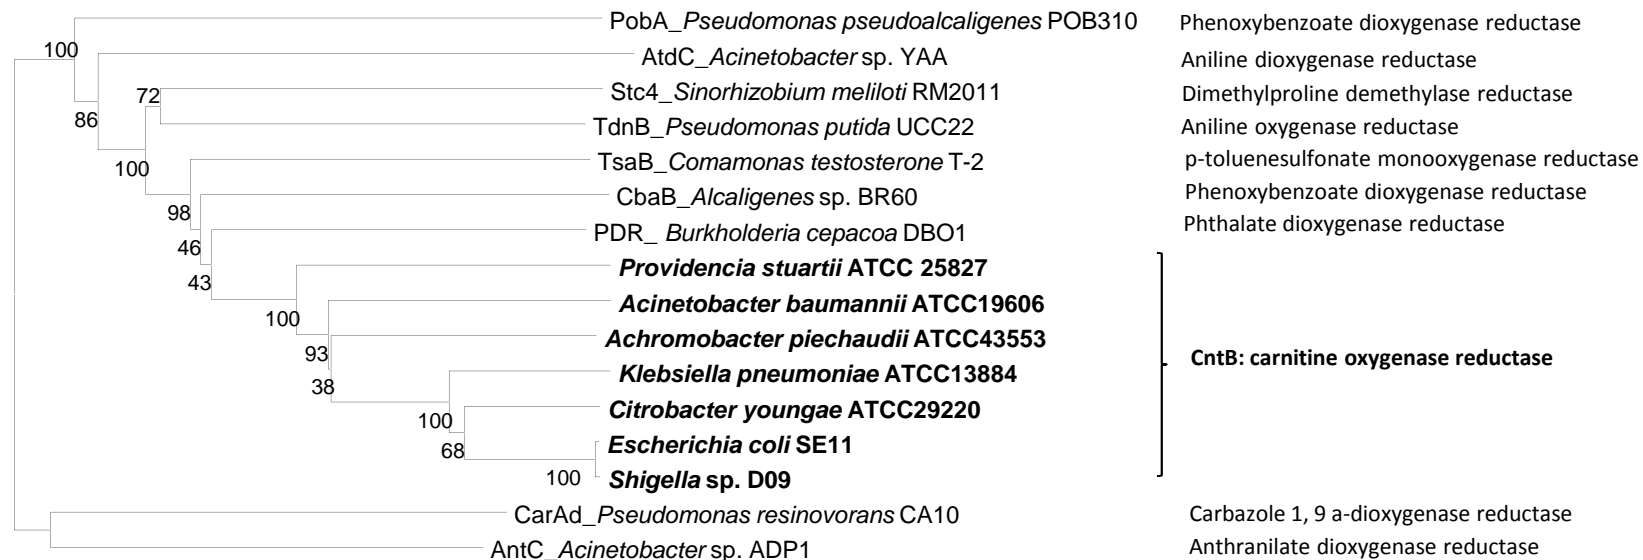 PobA_Pseudomonas pseudoalcaligenes POB310 Phenoxybenzoate dioxygenase reductase
100
AtdC_Acinetobacter sp. YAA Aniline dioxygenase reductase
72 Stc4_Sinorhizobium meliloti RM2011 Dimethylproline demethylase reductase
86
TdnB_Pseudomonas putida UCC22 Aniline oxygenase reductase
100 TsaB_Comamonas testosterone T-2 p-toluenesulfonate monooxygenase reductase
CbaB_Alcaligenes sp. BR60 Phenoxybenzoate dioxygenase reductase
98
PDR_ Burkholderia cepacoa DBO1 Phthalate dioxygenase reductase
46
Providencia stuartii ATCC 25827
43
Acinetobacter baumannii ATCC19606
100
Achromobacter piechaudii ATCC43553
93 CntB: carnitine oxygenase reductase
Klebsiella pneumoniae ATCC13884
38
Citrobacter youngae ATCC29220
100
Escherichia coli SE11
68
100 Shigella sp. D09
CarAd_Pseudomonas resinovorans CA10 Carbazole 1, 9 a-dioxygenase reductase
AntC_Acinetobacter sp. ADP1 Anthranilate dioxygenase reductase